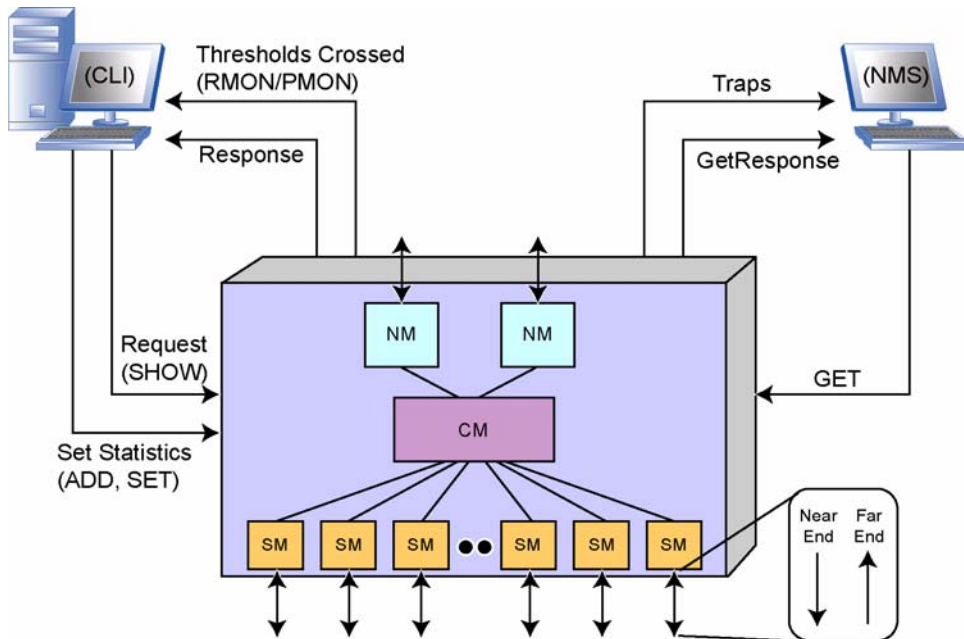 (CLI)
Thresholds Crossed
(RMON/PMON)
Response
Traps
GetResponse
(NMS)
NM
NM
Request
(SHOW)
GET
CM
Set Statistics
(ADD, SET)
SM
SM
SM
SM
SM
SM
Near
End
Far
End